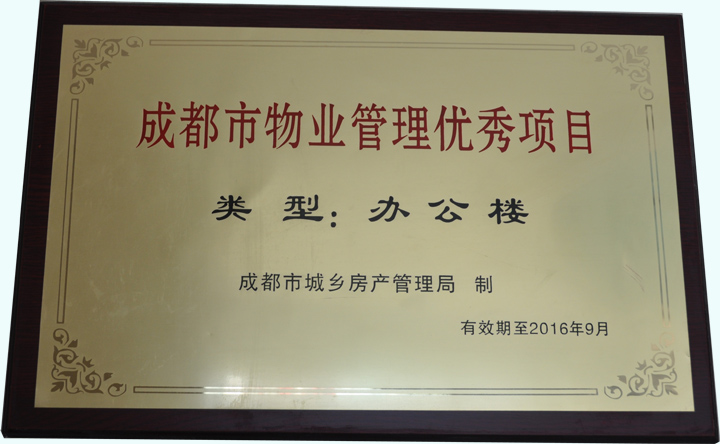 成都市物业管理优秀项目
类型：办公楼
成都市城乡房产管理局 制
有效期至2016年9月